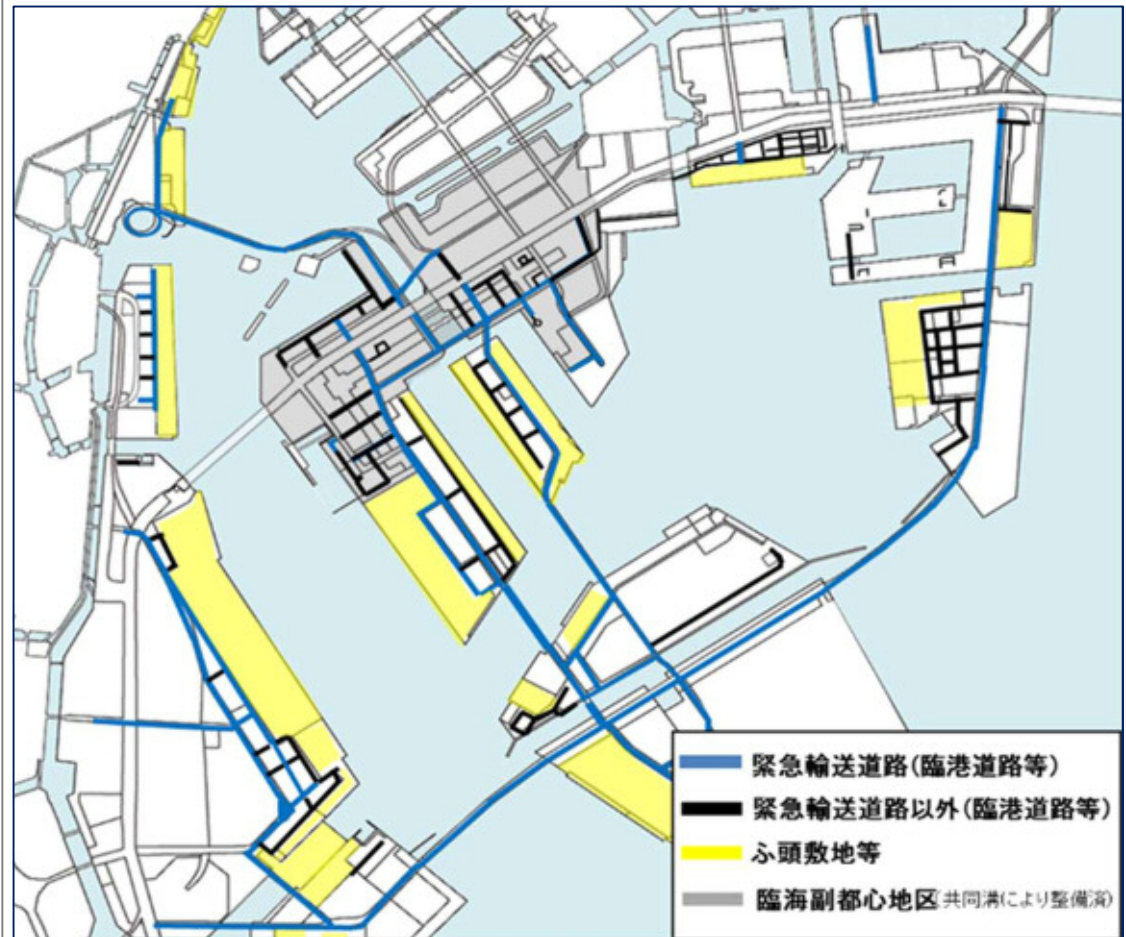 緊急輸送道路(臨港道路等)
緊急輸送道路以外(臨港道路等)
ふ頭敷地等
臨海副都心地区(共同溝により整備済)